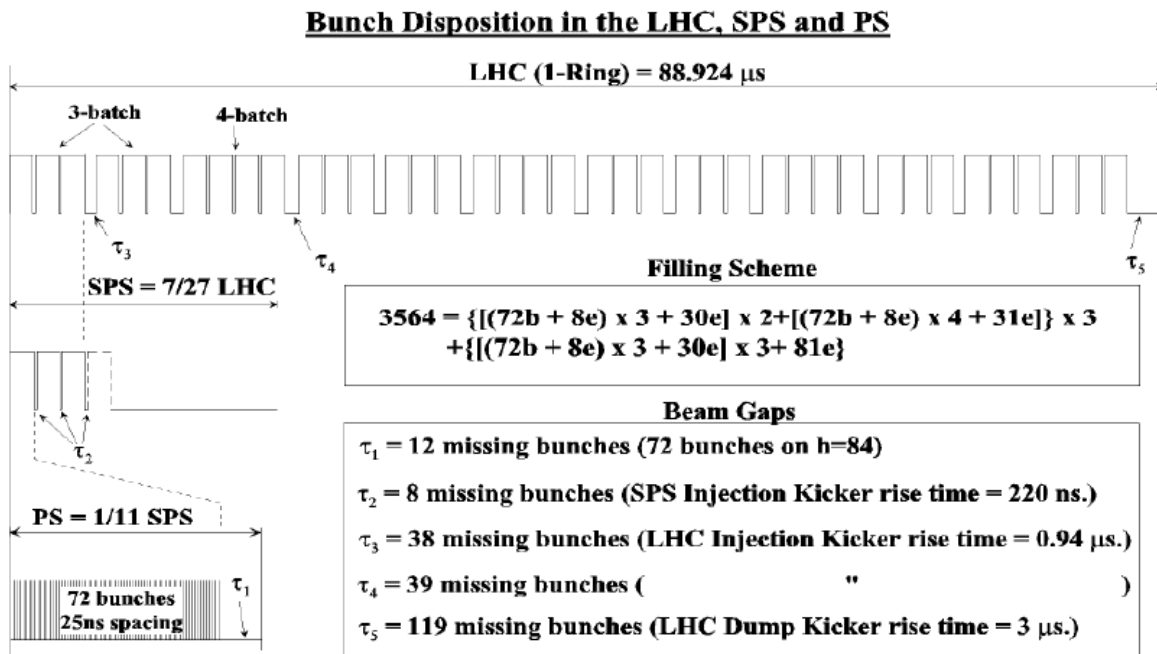 Bunch Disposition in the LHC, SPS and PS
LHC (1-Ring) = 88.924 μs
3-batch
4-batch
τ₃
τ₄
τ₅
SPS = 7/27 LHC
Filling Scheme
3564 = {[(72b + 8e) x 3 + 30e] x 2+[(72b + 8e) x 4 + 31e]} x 3
+{[(72b + 8e) x 3 + 30e] x 3+ 81e}
τ₂
Beam Gaps
τ₁ = 12 missing bunches (72 bunches on h=84)
τ₂ = 8 missing bunches (SPS Injection Kicker rise time = 220 ns.)
τ₃ = 38 missing bunches (LHC Injection Kicker rise time = 0.94 μs.)
τ₄ = 39 missing bunches ( " )
τ₅ = 119 missing bunches (LHC Dump Kicker rise time = 3 μs.)
PS = 1/11 SPS
τ₁
72 bunches
25ns spacing